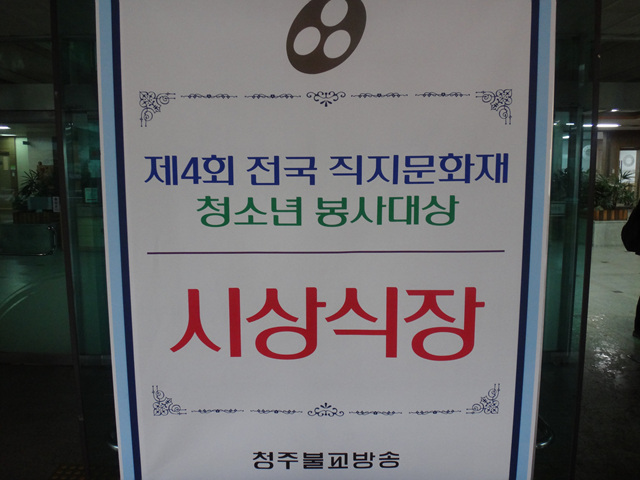 제4회 전국 직지문화재
청소년 봉사대상
시상식장
청주불교방송